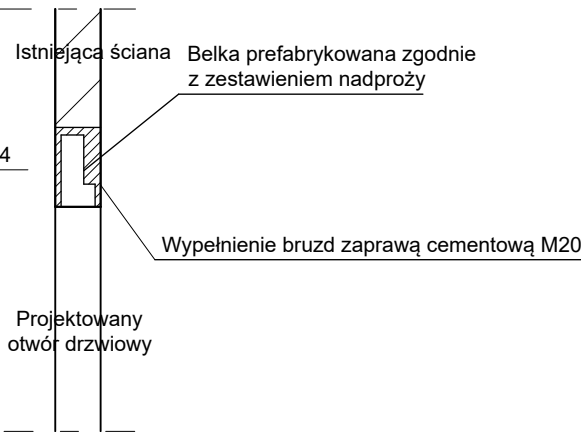 Istniejąca ściana
Belka prefabrykowana zgodnie
z zestawieniem nadproży
4
Wypełnienie bruzd zaprawą cementową M20
Projektowany
otwór drzwiowy